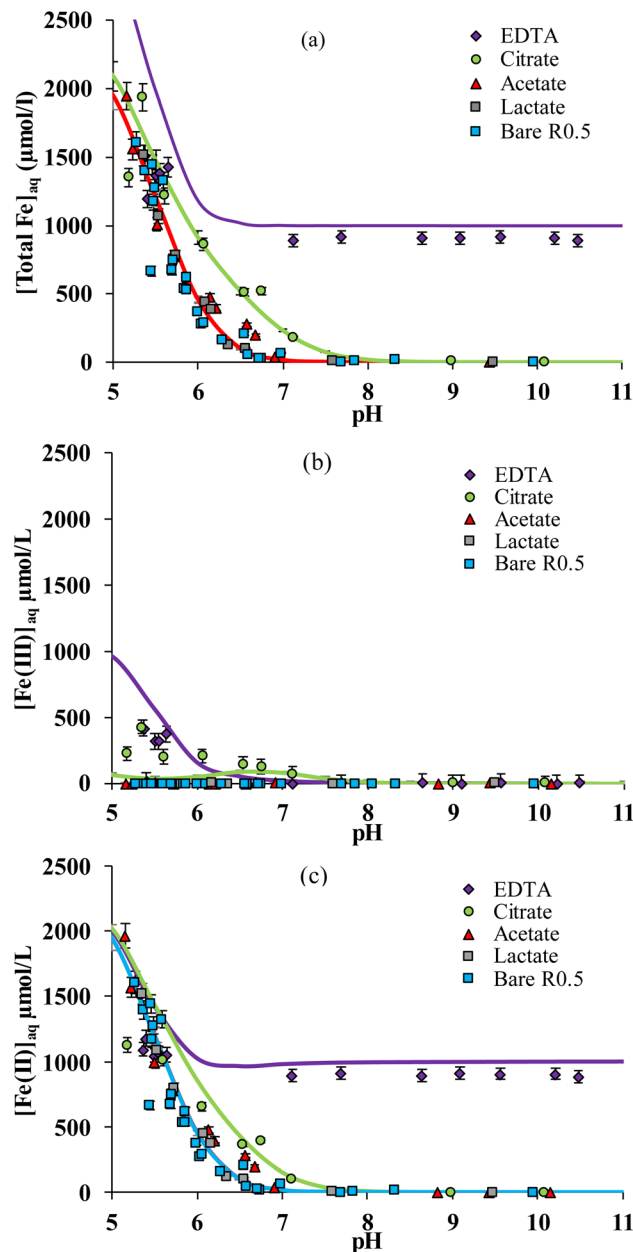 (a)
EDTA
Citrate
Acetate
Lactate
Bare R0.5
[Total Fe]aq (µmol/l)
2500
2000
1500
1000
500
0
5 6 7 8 9 10 11
pH
(b)
EDTA
Citrate
Acetate
Lactate
Bare R0.5
[Fe(III)]aq µmol/L
2500
2000
1500
1000
500
0
5 6 7 8 9 10 11
pH
(c)
EDTA
Citrate
Acetate
Lactate
Bare R0.5
[Fe(II)]aq µmol/L
2500
2000
1500
1000
500
0
5 6 7 8 9 10 11
pH